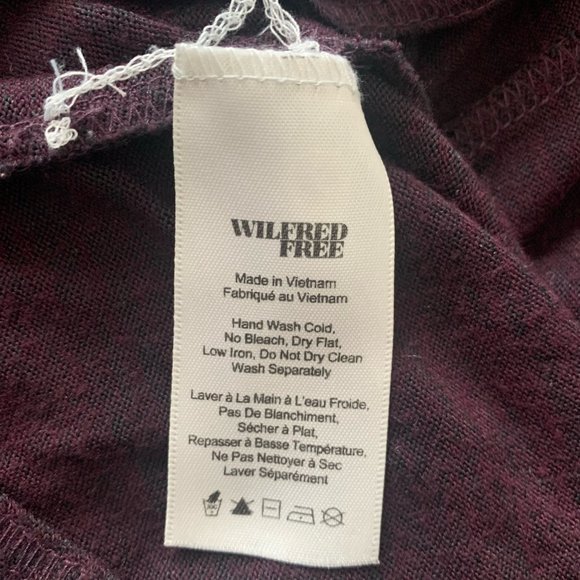 WILFRED
FREE
Made in Vietnam
Fabriqué au Vietnam
Hand Wash Cold,
No Bleach, Dry Flat,
Low Iron, Do Not Dry Clean
Wash Separately
Laver à La Main à L'eau Froide,
Pas De Blanchiment,
Sécher à Plat,
Repasser à Basse Température,
Ne Pas Nettoyer à Sec
Laver Séparément